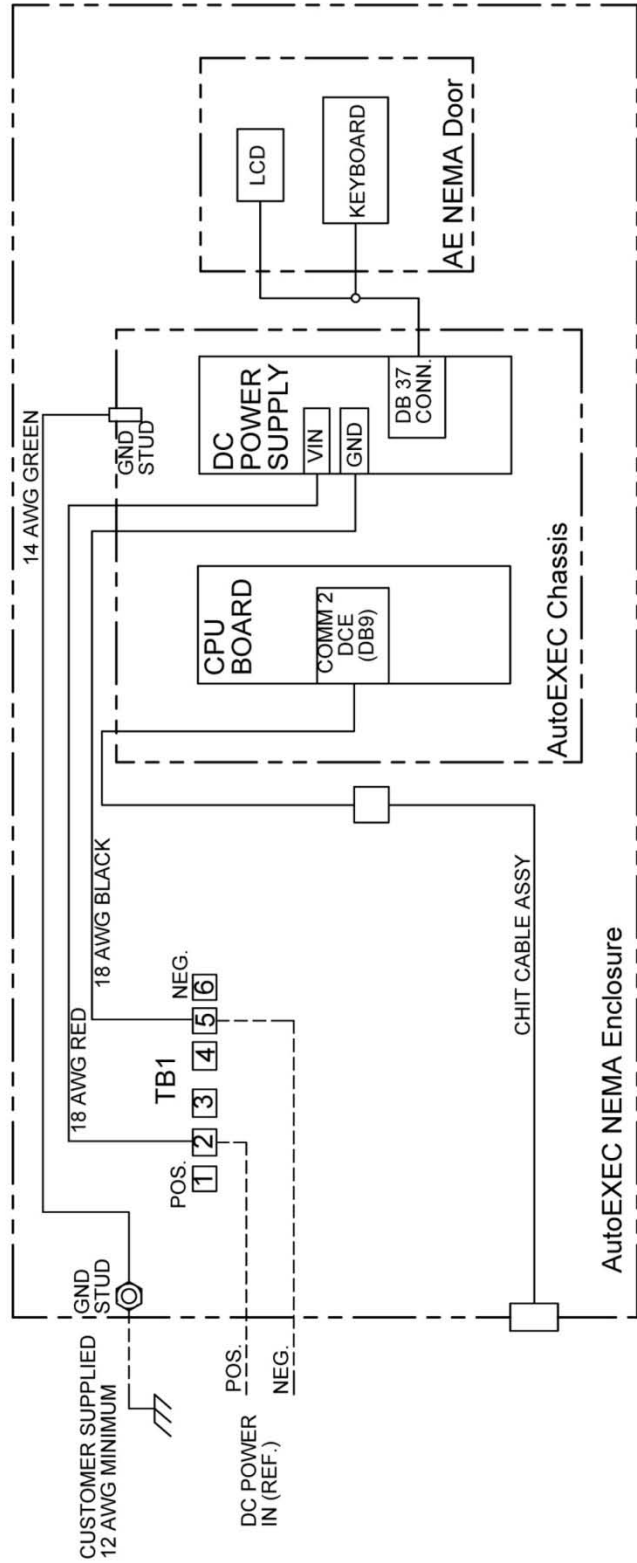 CUSTOMER SUPPLIED
12 AWG MINIMUM
GND
STUD
14 AWG GREEN
GND
STUD
18 AWG RED
18 AWG BLACK
POS.
NEG.
TB1
1
2
3
4
5
6
DC POWER
IN (REF.)
POS.
NEG.
CPU
BOARD
COMM 2
DCE
(DB9)
DC
POWER
SUPPLY
VIN
GND
DB 37
CONN.
AutoEXEC Chassis
LCD
KEYBOARD
AE NEMA Door
CHIT CABLE ASSY
AutoEXEC NEMA Enclosure